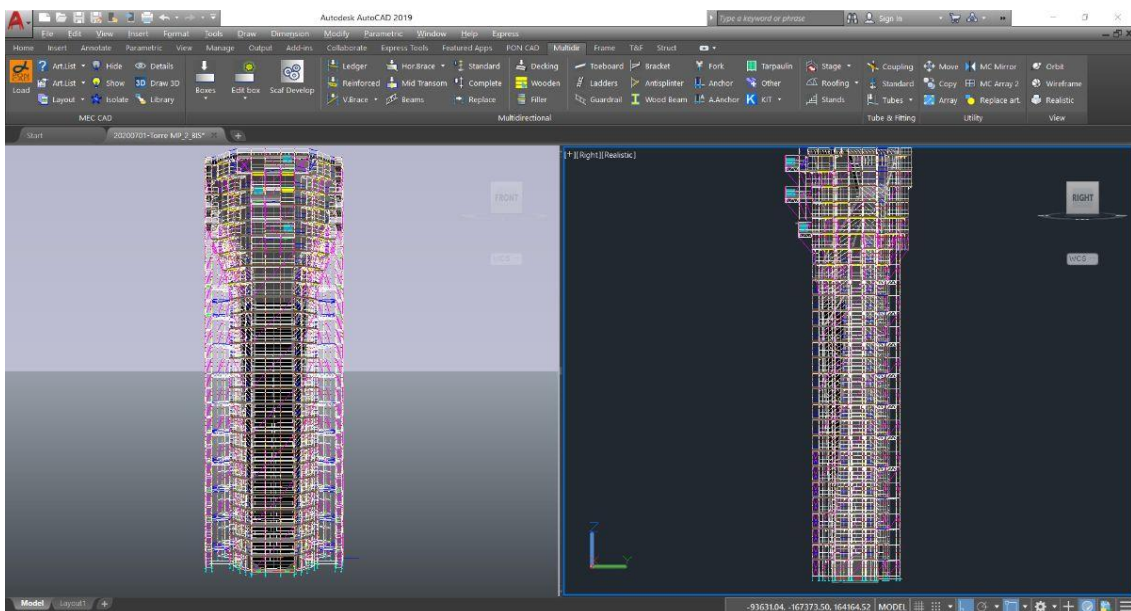 Autodesk AutoCAD 2019 Type a keyword or phrase Sign In
File Edit View Insert Format Tools Draw Dimension Modify Parametric Window Help Express
Home Insert Annotate Parametric View Manage Output Add-ins Collaborate Express Tools Featured Apps PON CAD Multide Frame T&F Struct
ArtList Hide Details Ledger Hor.Brace Standard Decking Toeboard Bracket Fork Tarpaulin Stage Coupling Move MC Mirror Orbit
Load ArtList Show 3D Draw 3D Boxes Edit box Scaf Develop Reinforced Mid Transom Complete Wooden Ladders Antisplinter Anchor Other Roofing Standard Copy MC Array 2 Wireframe
Layout Isolate Library V.Brace Beams Replace Filler Guardrail Wood Beam A.Anchor KIT Stands Tubes Array Replace art. Realistic
MEC CAD Multidirectional Tube & Fitting Utility View
Start 20200701-Torre MP_2_BIS*
[+][Right][Realistic]
FRONT RIGHT
WCS WCS
Z
X Y
Model Layout1 -93631.04, -167373.50, 164164.52 MODEL